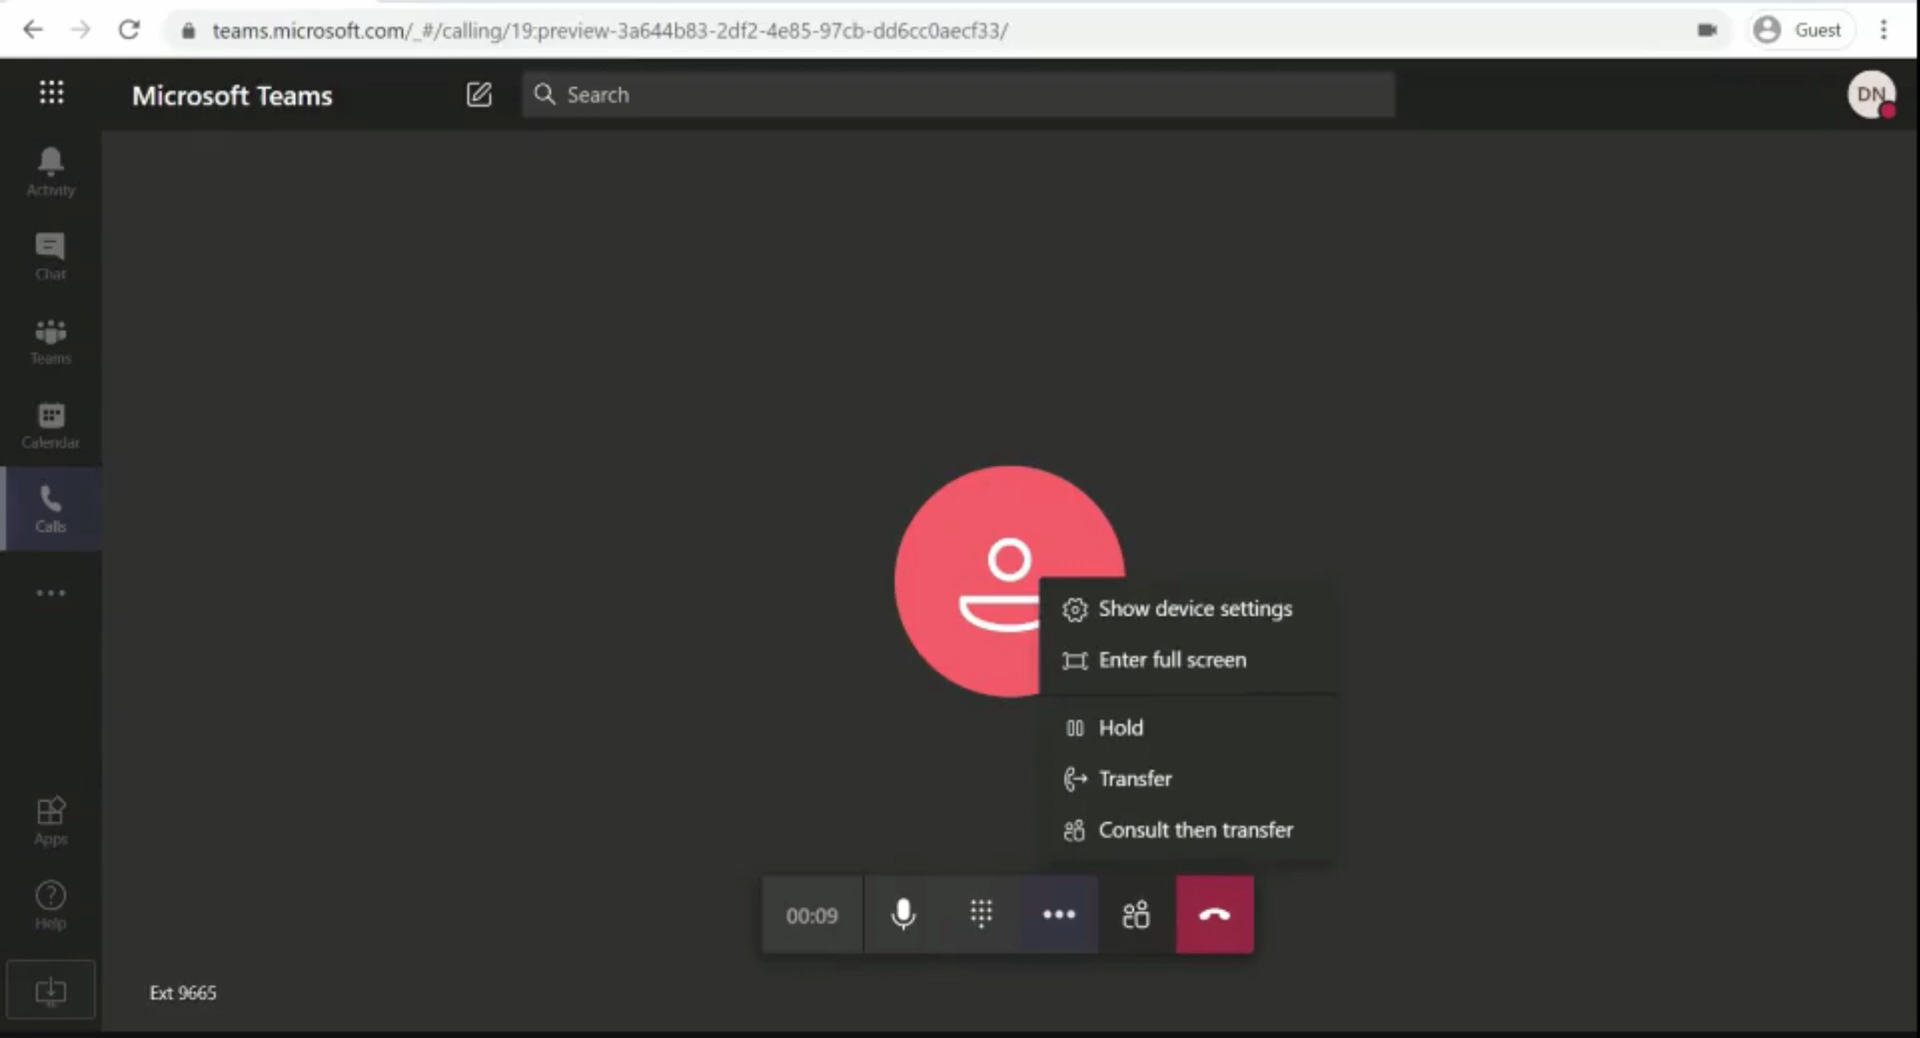 teams.microsoft.com/_#/calling/19:preview-3a644b83-2df2-4e85-97cb-dd6cc0aecf33/
Guest
Microsoft Teams
Search
DN
Activity
Chat
Teams
Calendar
Calls
Apps
Help
Show device settings
Enter full screen
Hold
Transfer
Consult then transfer
00:09
Ext 9665